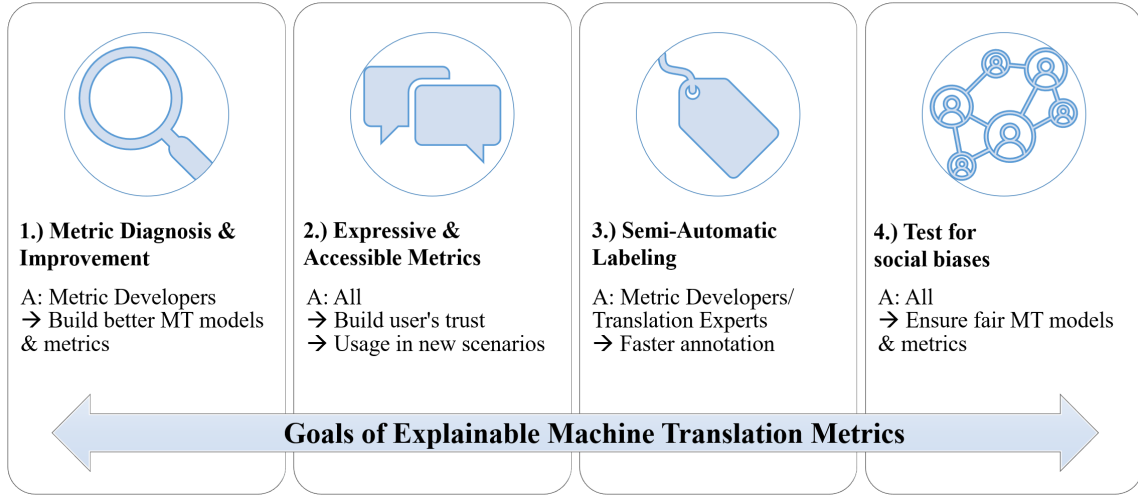 1.) Metric Diagnosis &
Improvement
A: Metric Developers
→ Build better MT models
& metrics
2.) Expressive &
Accessible Metrics
A: All
→ Build user's trust
→ Usage in new scenarios
3.) Semi-Automatic
Labeling
A: Metric Developers/
Translation Experts
→ Faster annotation
4.) Test for
social biases
A: All
→ Ensure fair MT models
& metrics
Goals of Explainable Machine Translation Metrics